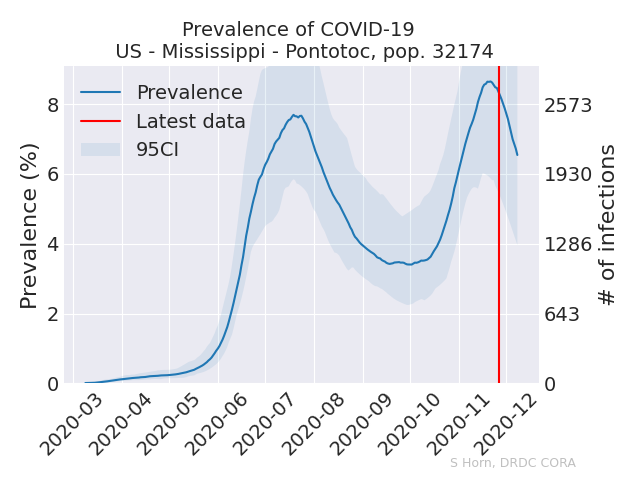 Prevalence of COVID-19
US - Mississippi - Pontotoc, pop. 32174
Prevalence
Latest data
95CI
Prevalence (%)
8
6
4
2
0
2573
1930
1286
643
0
# of infections
2020-03
2020-04
2020-05
2020-06
2020-07
2020-08
2020-09
2020-10
2020-11
2020-12
S Horn, DRDC CORA